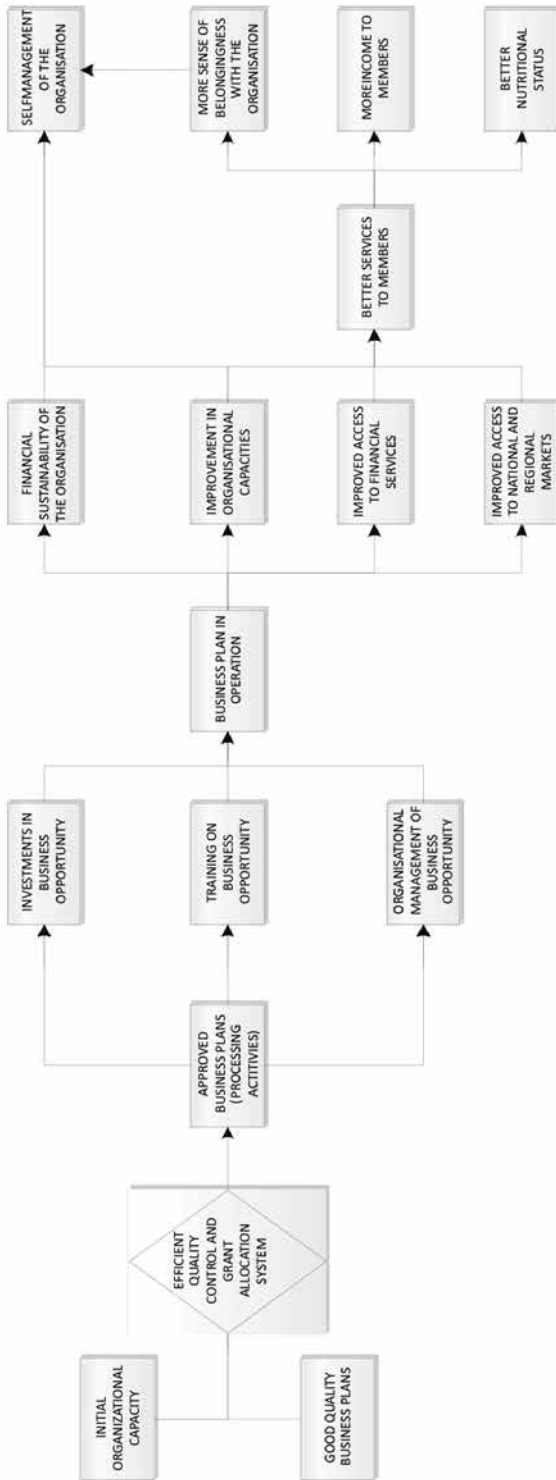 INITIAL
ORGANIZATIONAL
CAPACITY
GOOD QUALITY
BUSINESS PLANS
EFFICIENT
QUALITY
CONTROL AND
GRANT
ALLOCATION
SYSTEM
APPROVED
BUSINESS PLANS
(PROCESSING
ACTITIVIES)
INVESTMENTS IN
BUSINESS
OPPORTUNITY
TRAINING ON
BUSINESS
OPPORTUNITY
ORGANISATIONAL
MANAGEMENT OF
BUSINESS
OPPORTUNITY
BUSINESS PLAN IN
OPERATION
FINANCIAL
SUSTAINABILITY OF
THE ORGANISATION
IMPROVEMENT IN
ORGANISATIONAL
CAPACITIES
IMPROVED ACCESS
TO FINANCIAL
SERVICES
IMPROVED ACCESS
TO NATIONAL AND
REGIONAL
MARKETS
BETTER SERVICES
TO MEMBERS
SELFMANAGEMENT
OF THE
ORGANISATION
MORE SENSE OF
BELONGINGNESS
WITH THE
ORGANISATION
MOREINCOME TO
MEMBERS
BETTER
NUTRITIONAL
STATUS